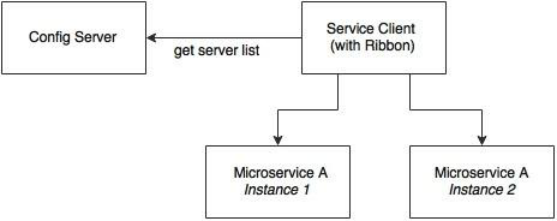 Config Server
Service Client
(with Ribbon)
get server list
Microservice A
Instance 1
Microservice A
Instance 2